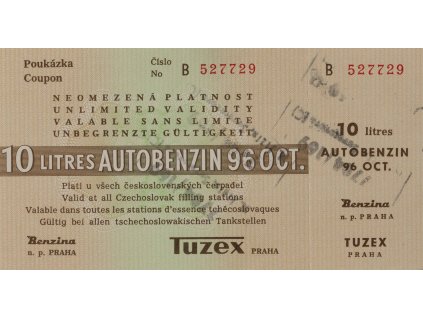 Poukázka
Coupon
Číslo
No
B 527729
B 527729
NEOMEZENÁ PLATNOST
UNLIMITED VALIDITY
VALABLE SANS LIMITE
UNBEGRENZTE GÜLTIGKEIT
10 LITRES AUTOBENZIN 96 OCT.
Platí u všech československých čerpadel
Valid at all Czechoslovak filling stations
Valable dans toutes les stations d'essence tchécoslovaques
Gültig bei allen tschechoslowakischen Tankstellen
Benzina
n. p. PRAHA
Tuzex PRAHA
10 litres
AUTOBENZIN
96 OCT.
Benzina
n. p. PRAHA
TUZEX
PRAHA